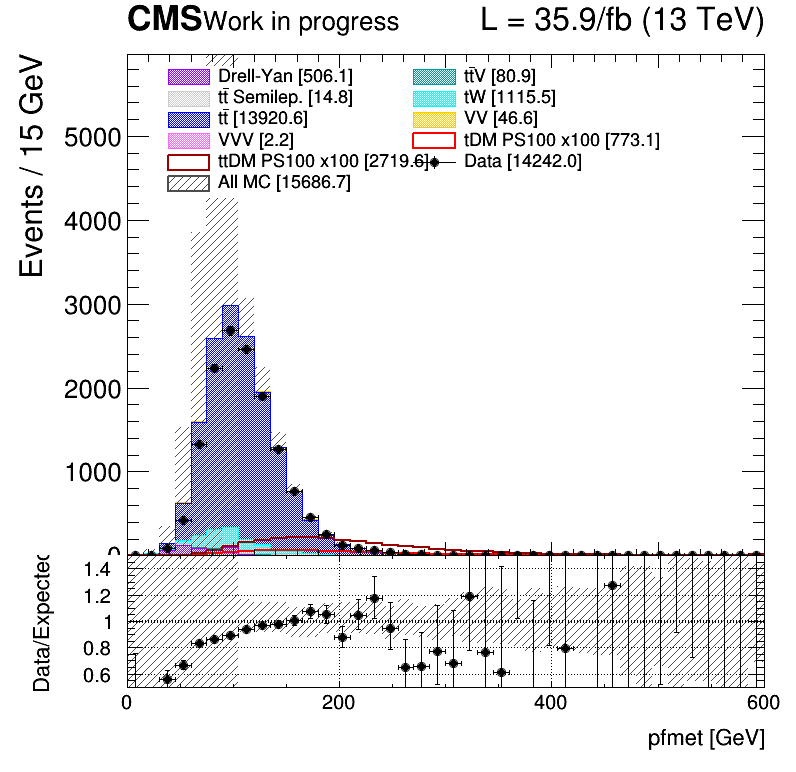 CMS Work in progress L = 35.9/fb (13 TeV)
Events / 15 GeV
Drell-Yan [506.1] tt̄V [80.9]
tt̄ Semilep. [14.8] tW [1115.5]
tt̄ [13920.6] VV [46.6]
VVV [2.2] tDM PS100 x100 [773.1]
ttDM PS100 x100 [2719.6] Data [14242.0]
All MC [15686.7]
5000
4000
3000
2000
1000
0
Data/Expected
1.4
1.2
1
0.8
0.6
0 200 400 600
pfmet [GeV]